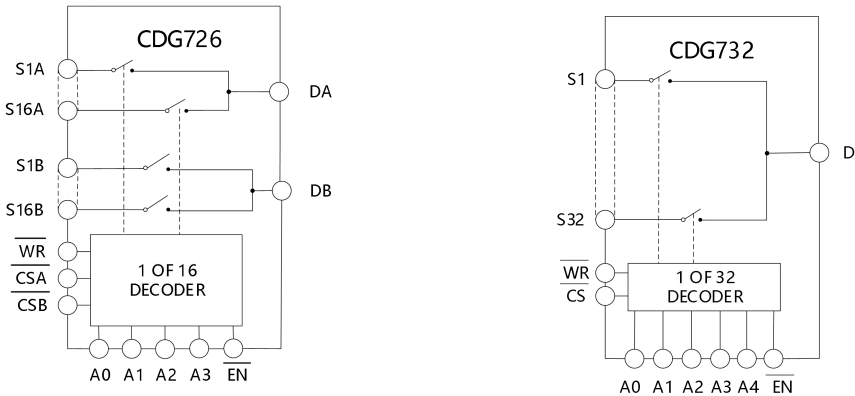 CDG726
S1A
DA
S16A
S1B
DB
S16B
WR
CSA
CSB
1 OF 16
DECODER
A0 A1 A2 A3 EN
CDG732
S1
D
S32
WR
CS
1 OF 32
DECODER
A0 A1 A2 A3 A4 EN